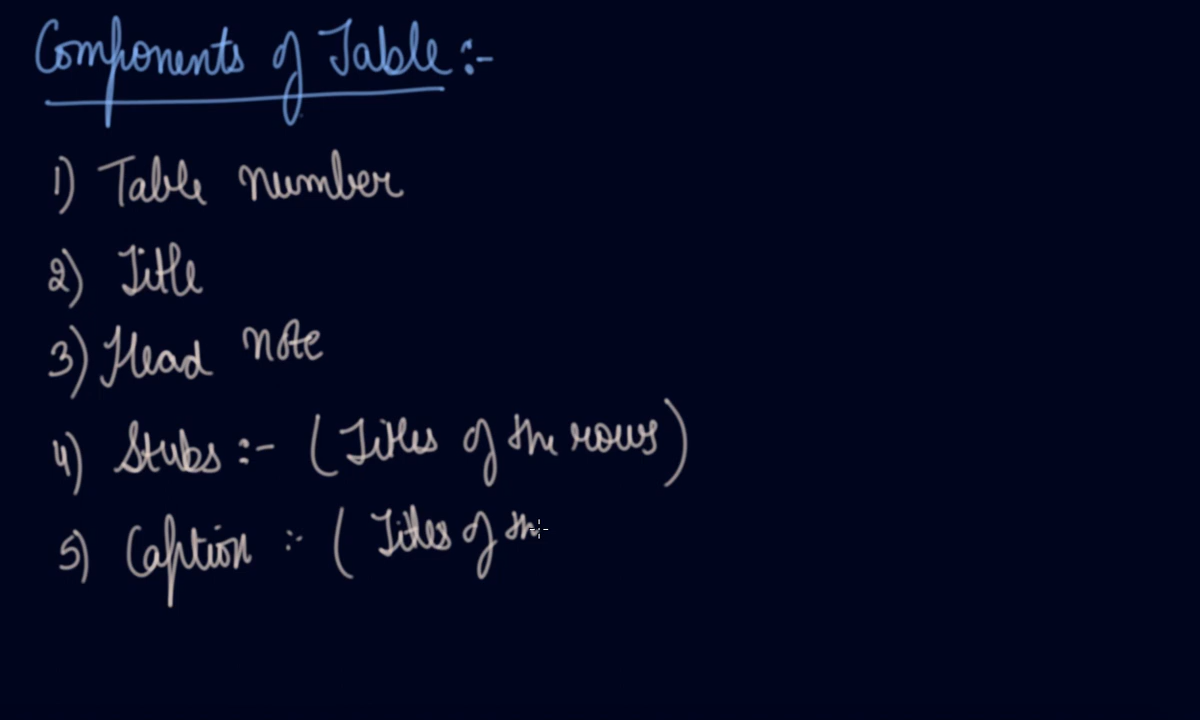 Components of Table :-
1) Table number
2) Title
3) Head note
4) Stubs :- (Titles of the rows)
5) Caption :- (Titles of th